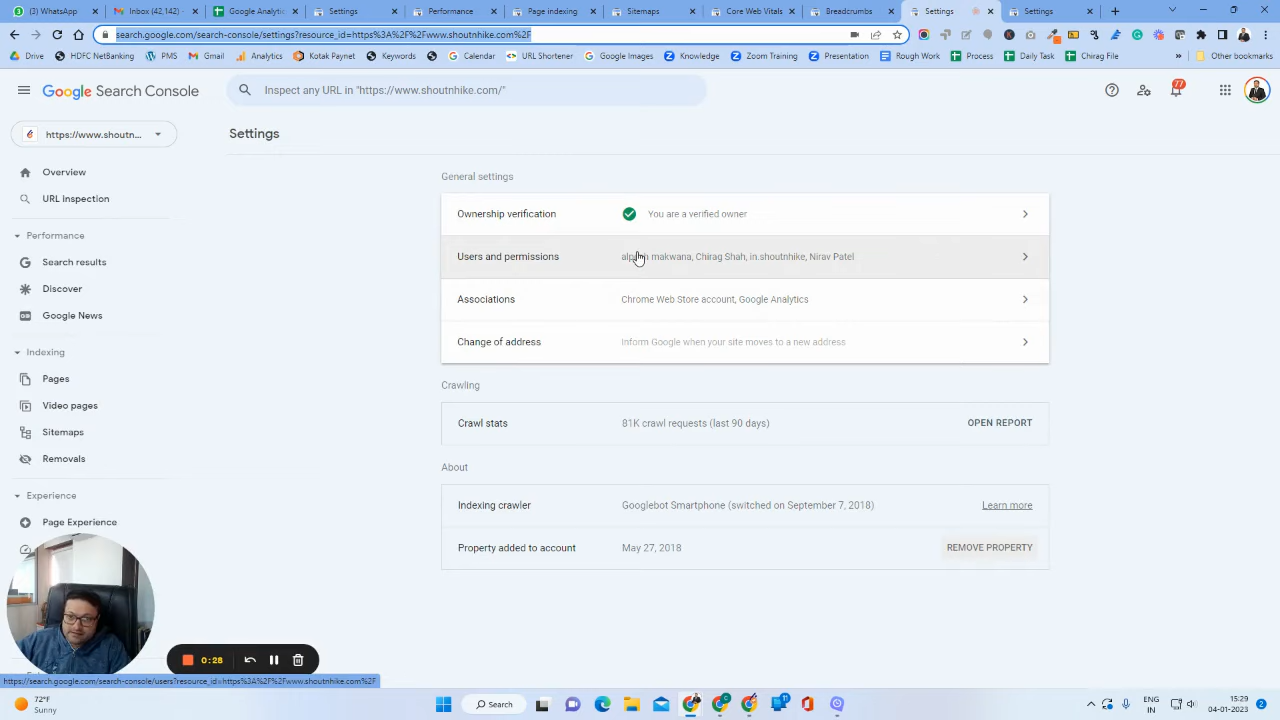 (3) WhatsApp
Inbox (42,142)
Google Analytic
Settings
Performance
Page indexing
Sitemaps
Core Web Vitals
Breadcrumbs
Settings
Settings
search.google.com/search-console/settings?resource_id=https%3A%2F%2Fwww.shoutnhike.com%2F
Drive
HDFC NetBanking
PMS
Gmail
Payoneer
Keywords
Converter
Calendar
URL Shortener
Google Images
Knowledge
Zoom Training
Presentation
Rough Work
Daily Task
Chirag File
Other bookmarks
Google Search Console
Inspect any URL in "https://www.shoutnhike.com/"
77
https://www.shoutn...
Settings
Overview
URL inspection
Performance
Search results
Discover
Google News
Indexing
Pages
Video pages
Sitemaps
Removals
Experience
Page Experience
General settings
Ownership verification
You are a verified owner
Users and permissions
makwana, Chirag Shah, in.shoutnhike, Nirav Patel
Associations
Chrome Web Store account, Google Analytics
Change of address
Inform Google when your site moves to a new address
Crawling
Crawl stats
81K crawl requests (last 90 days)
OPEN REPORT
About
Indexing crawler
Googlebot Smartphone (switched on September 7, 2018)
Learn more
Property added to account
May 27, 2018
REMOVE PROPERTY
0:28
https://search.google.com/search-console/users?resource_id=https%3A%2F%2Fwww.shoutnhike.com%2F
72°F
Sunny
Search
ENG
IN
15:29
04-01-2023